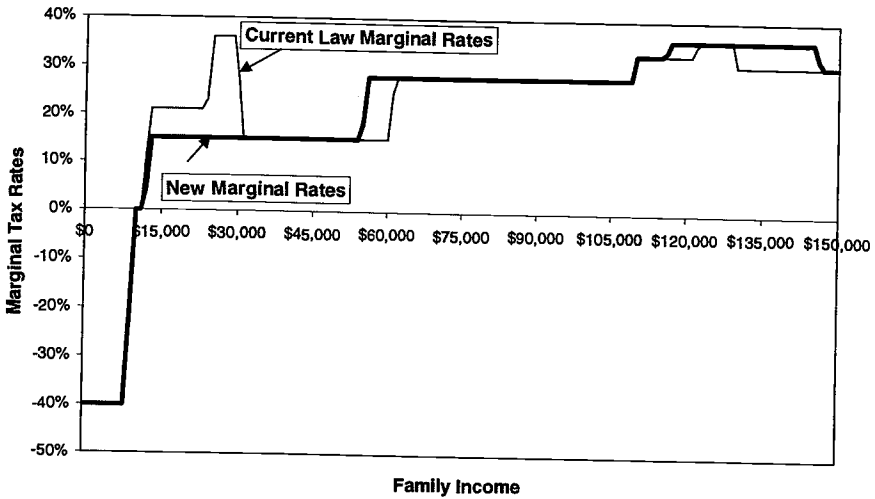 40%
Current Law Marginal Rates
30%
20%
10%
New Marginal Rates
0%
$0 $15,000 $30,000 $45,000 $60,000 $75,000 $90,000 $105,000 $120,000 $135,000 $150,000
-10%
-20%
-30%
-40%
-50%
Marginal Tax Rates
Family Income